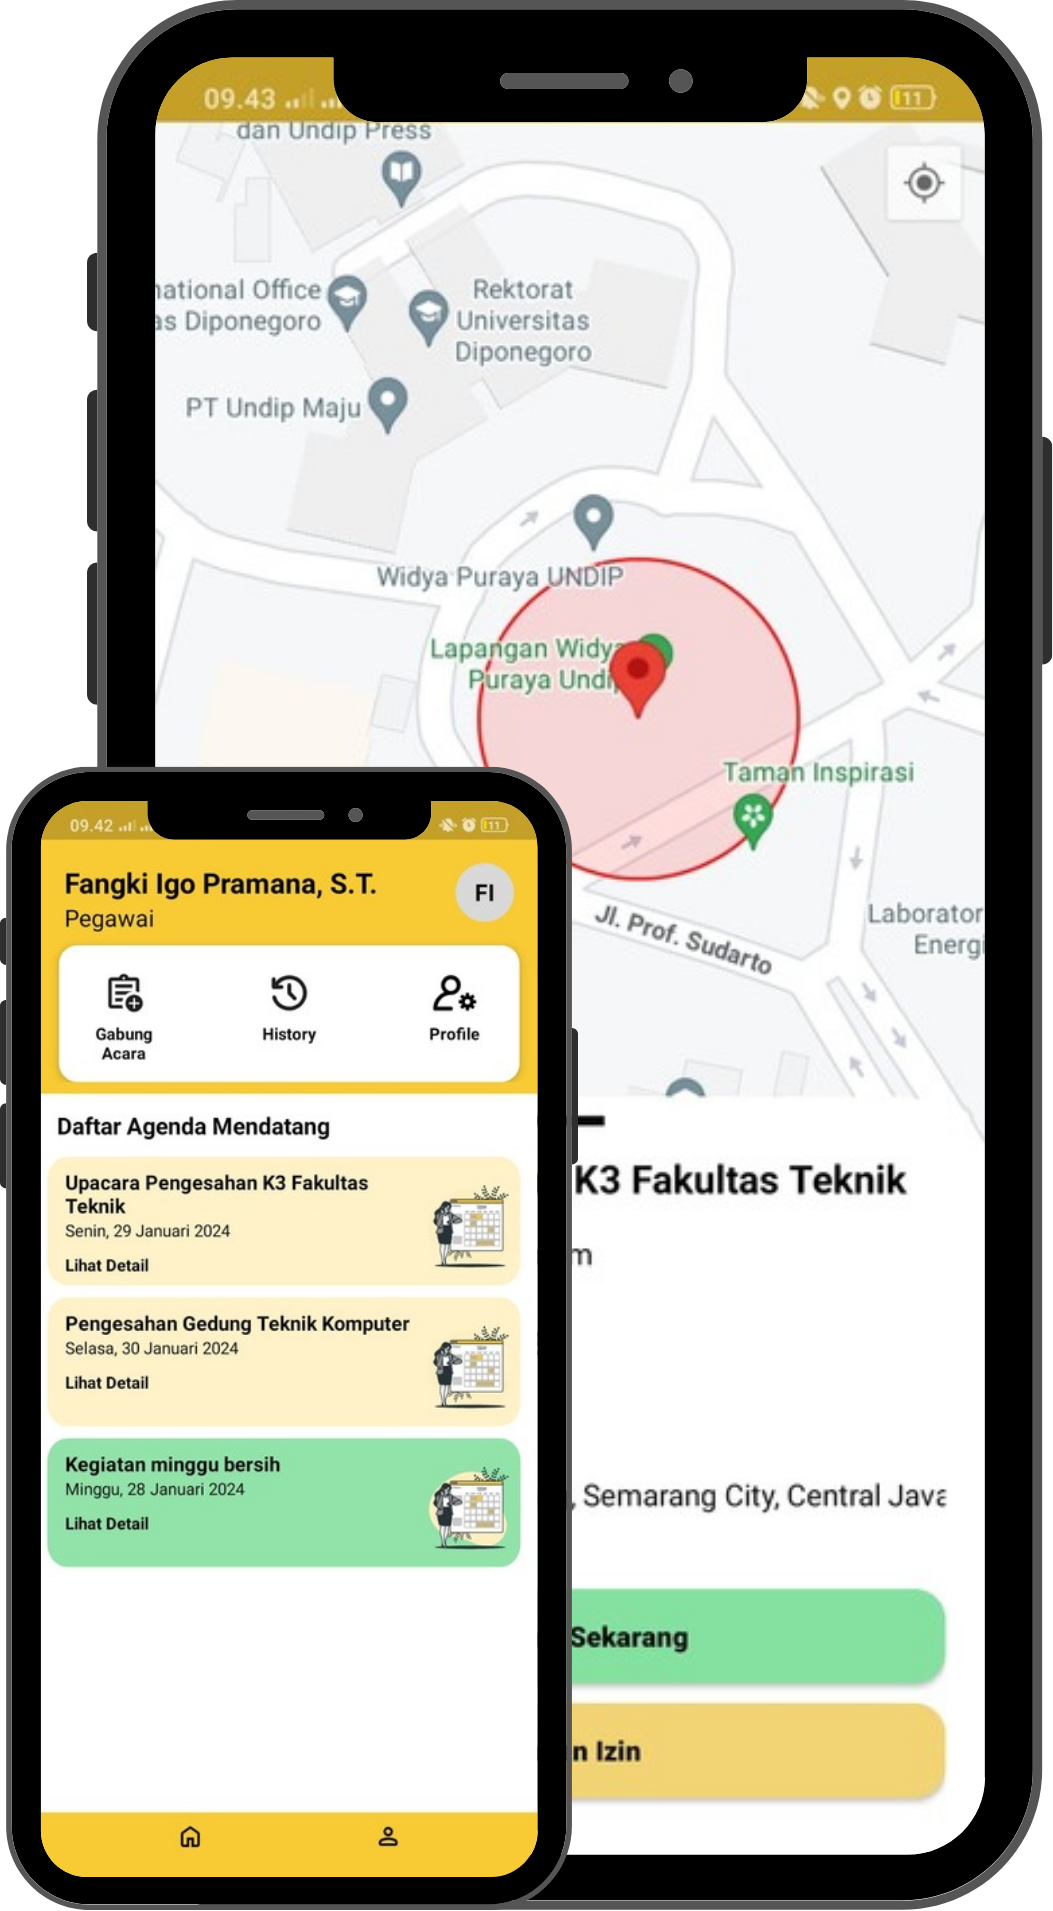 09.43
11
dan Undip Press
national Office
as Diponegoro
Rektorat
Universitas
Diponegoro
PT Undip Maju
Widya Puraya UNDIP
Lapangan Widya
Puraya Undip
Taman Inspirasi
Jl. Prof. Sudarto
Laborator
Energi
K3 Fakultas Teknik
m
, Semarang City, Central Java
Sekarang
n Izin
09.42
11
Fangki Igo Pramana, S.T.
Pegawai
FI
Gabung
Acara
History
Profile
Daftar Agenda Mendatang
Upacara Pengesahan K3 Fakultas
Teknik
Senin, 29 Januari 2024
Lihat Detail
Pengesahan Gedung Teknik Komputer
Selasa, 30 Januari 2024
Lihat Detail
Kegiatan minggu bersih
Minggu, 28 Januari 2024
Lihat Detail